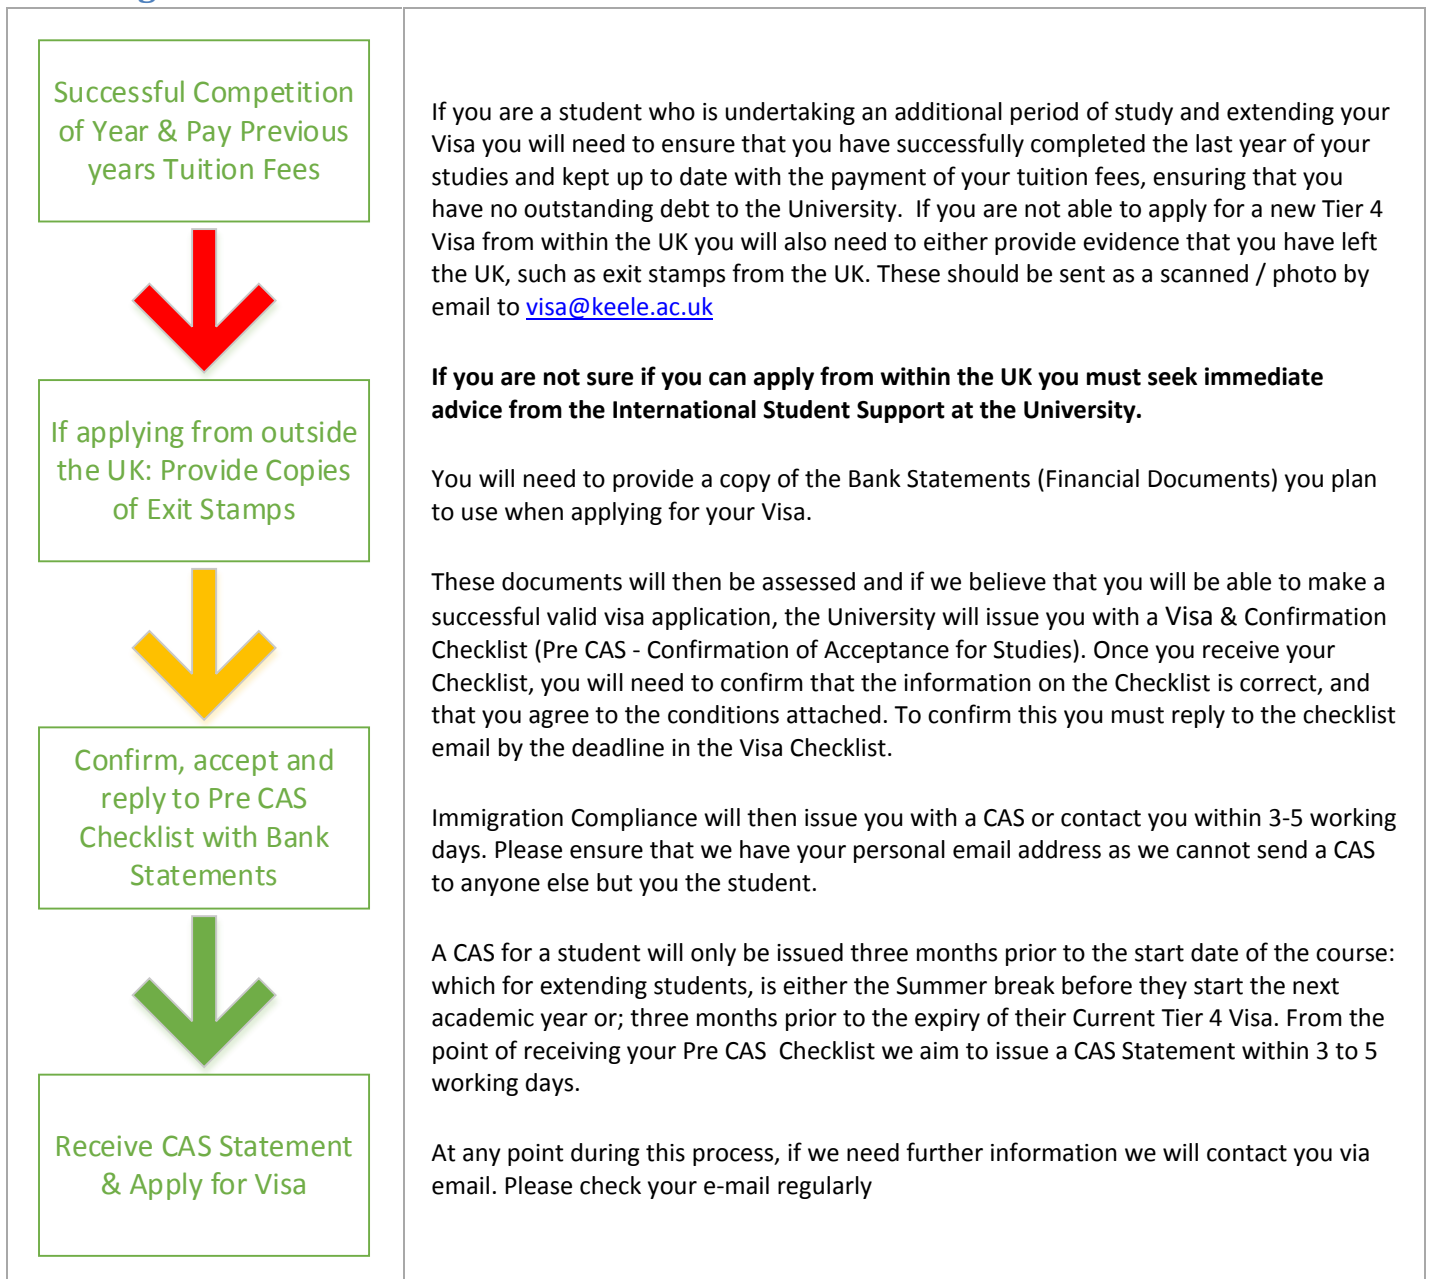 Successful Competition
of Year & Pay Previous
years Tuition Fees
If applying from outside
the UK: Provide Copies
of Exit Stamps
Confirm, accept and
reply to Pre CAS
Checklist with Bank
Statements
Receive CAS Statement
& Apply for Visa
If you are a student who is undertaking an additional period of study and extending your
Visa you will need to ensure that you have successfully completed the last year of your
studies and kept up to date with the payment of your tuition fees, ensuring that you
have no outstanding debt to the University.  If you are not able to apply for a new Tier 4
Visa from within the UK you will also need to either provide evidence that you have left
the UK, such as exit stamps from the UK. These should be sent as a scanned / photo by
email to visa@keele.ac.uk
If you are not sure if you can apply from within the UK you must seek immediate
advice from the International Student Support at the University.
You will need to provide a copy of the Bank Statements (Financial Documents) you plan
to use when applying for your Visa.
These documents will then be assessed and if we believe that you will be able to make a
successful valid visa application, the University will issue you with a Visa & Confirmation
Checklist (Pre CAS - Confirmation of Acceptance for Studies). Once you receive your
Checklist, you will need to confirm that the information on the Checklist is correct, and
that you agree to the conditions attached. To confirm this you must reply to the checklist
email by the deadline in the Visa Checklist.
Immigration Compliance will then issue you with a CAS or contact you within 3-5 working
days. Please ensure that we have your personal email address as we cannot send a CAS
to anyone else but you the student.
A CAS for a student will only be issued three months prior to the start date of the course:
which for extending students, is either the Summer break before they start the next
academic year or; three months prior to the expiry of their Current Tier 4 Visa. From the
point of receiving your Pre CAS  Checklist we aim to issue a CAS Statement within 3 to 5
working days.
At any point during this process, if we need further information we will contact you via
email. Please check your e-mail regularly